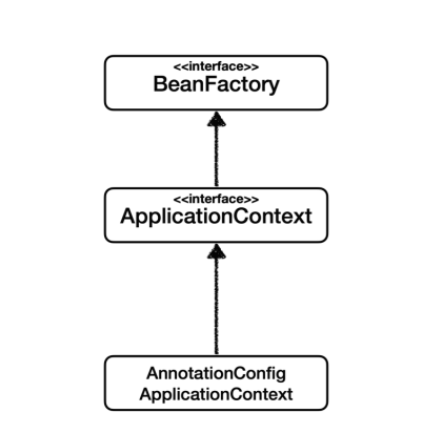 <<interface>>
BeanFactory
<<interface>>
ApplicationContext
AnnotationConfig
ApplicationContext